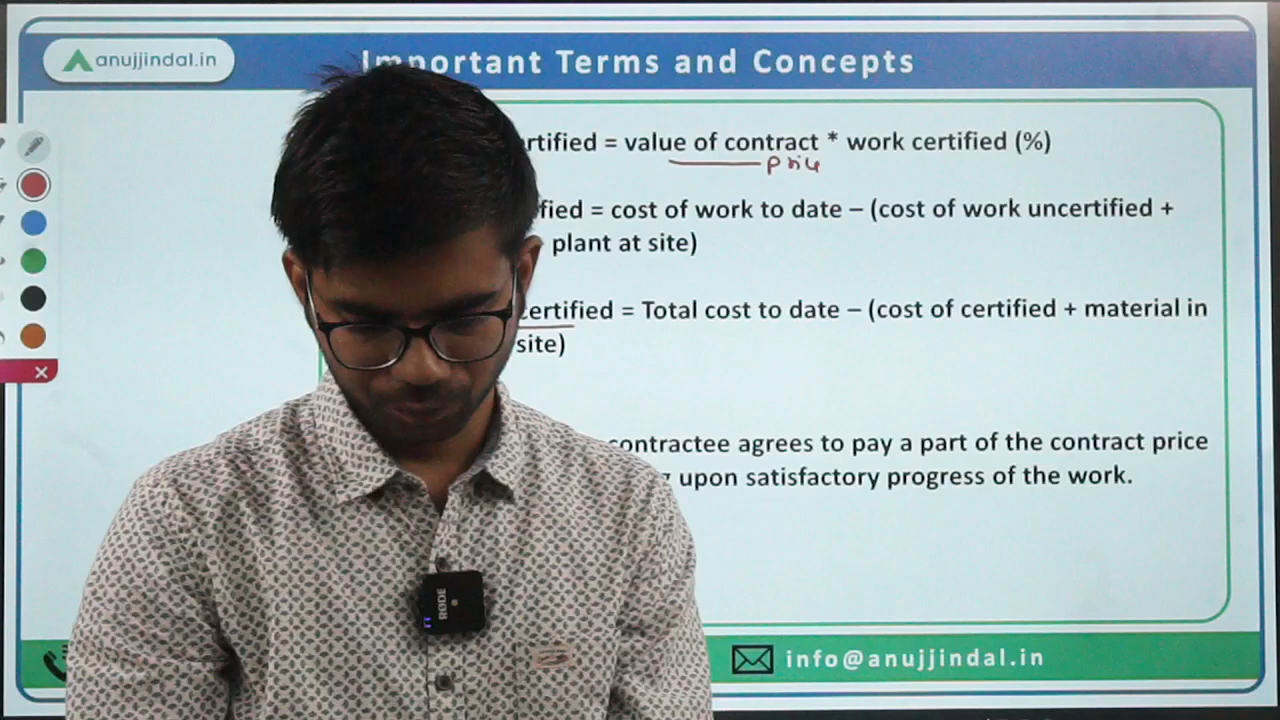 anujjindal.in
Important Terms and Concepts
rtified = value of contract * work certified (%)
price
fied = cost of work to date – (cost of work uncertified +
plant at site)
certified = Total cost to date – (cost of certified + material in
site)
contractee agrees to pay a part of the contract price
upon satisfactory progress of the work.
RØDE
info@anujjindal.in